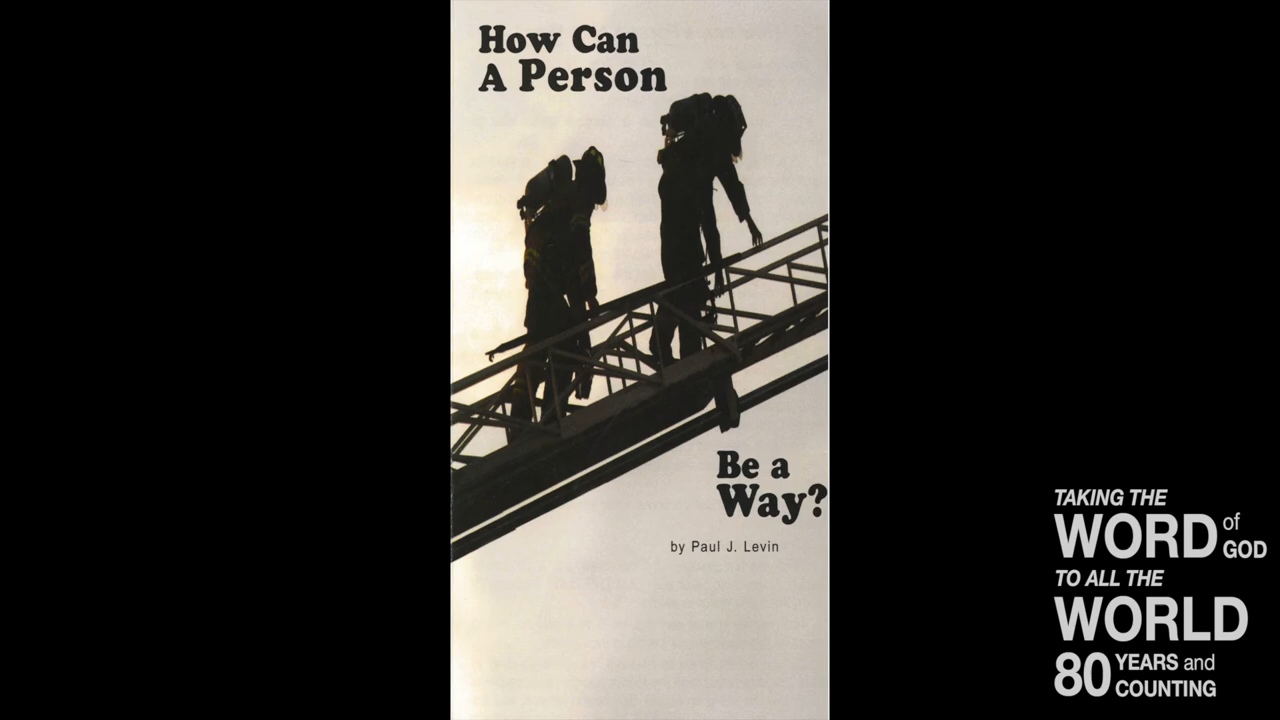 How Can
A Person
Be a
Way?
by Paul J. Levin
TAKING THE
WORD of
GOD
TO ALL THE
WORLD
80 YEARS and
COUNTING